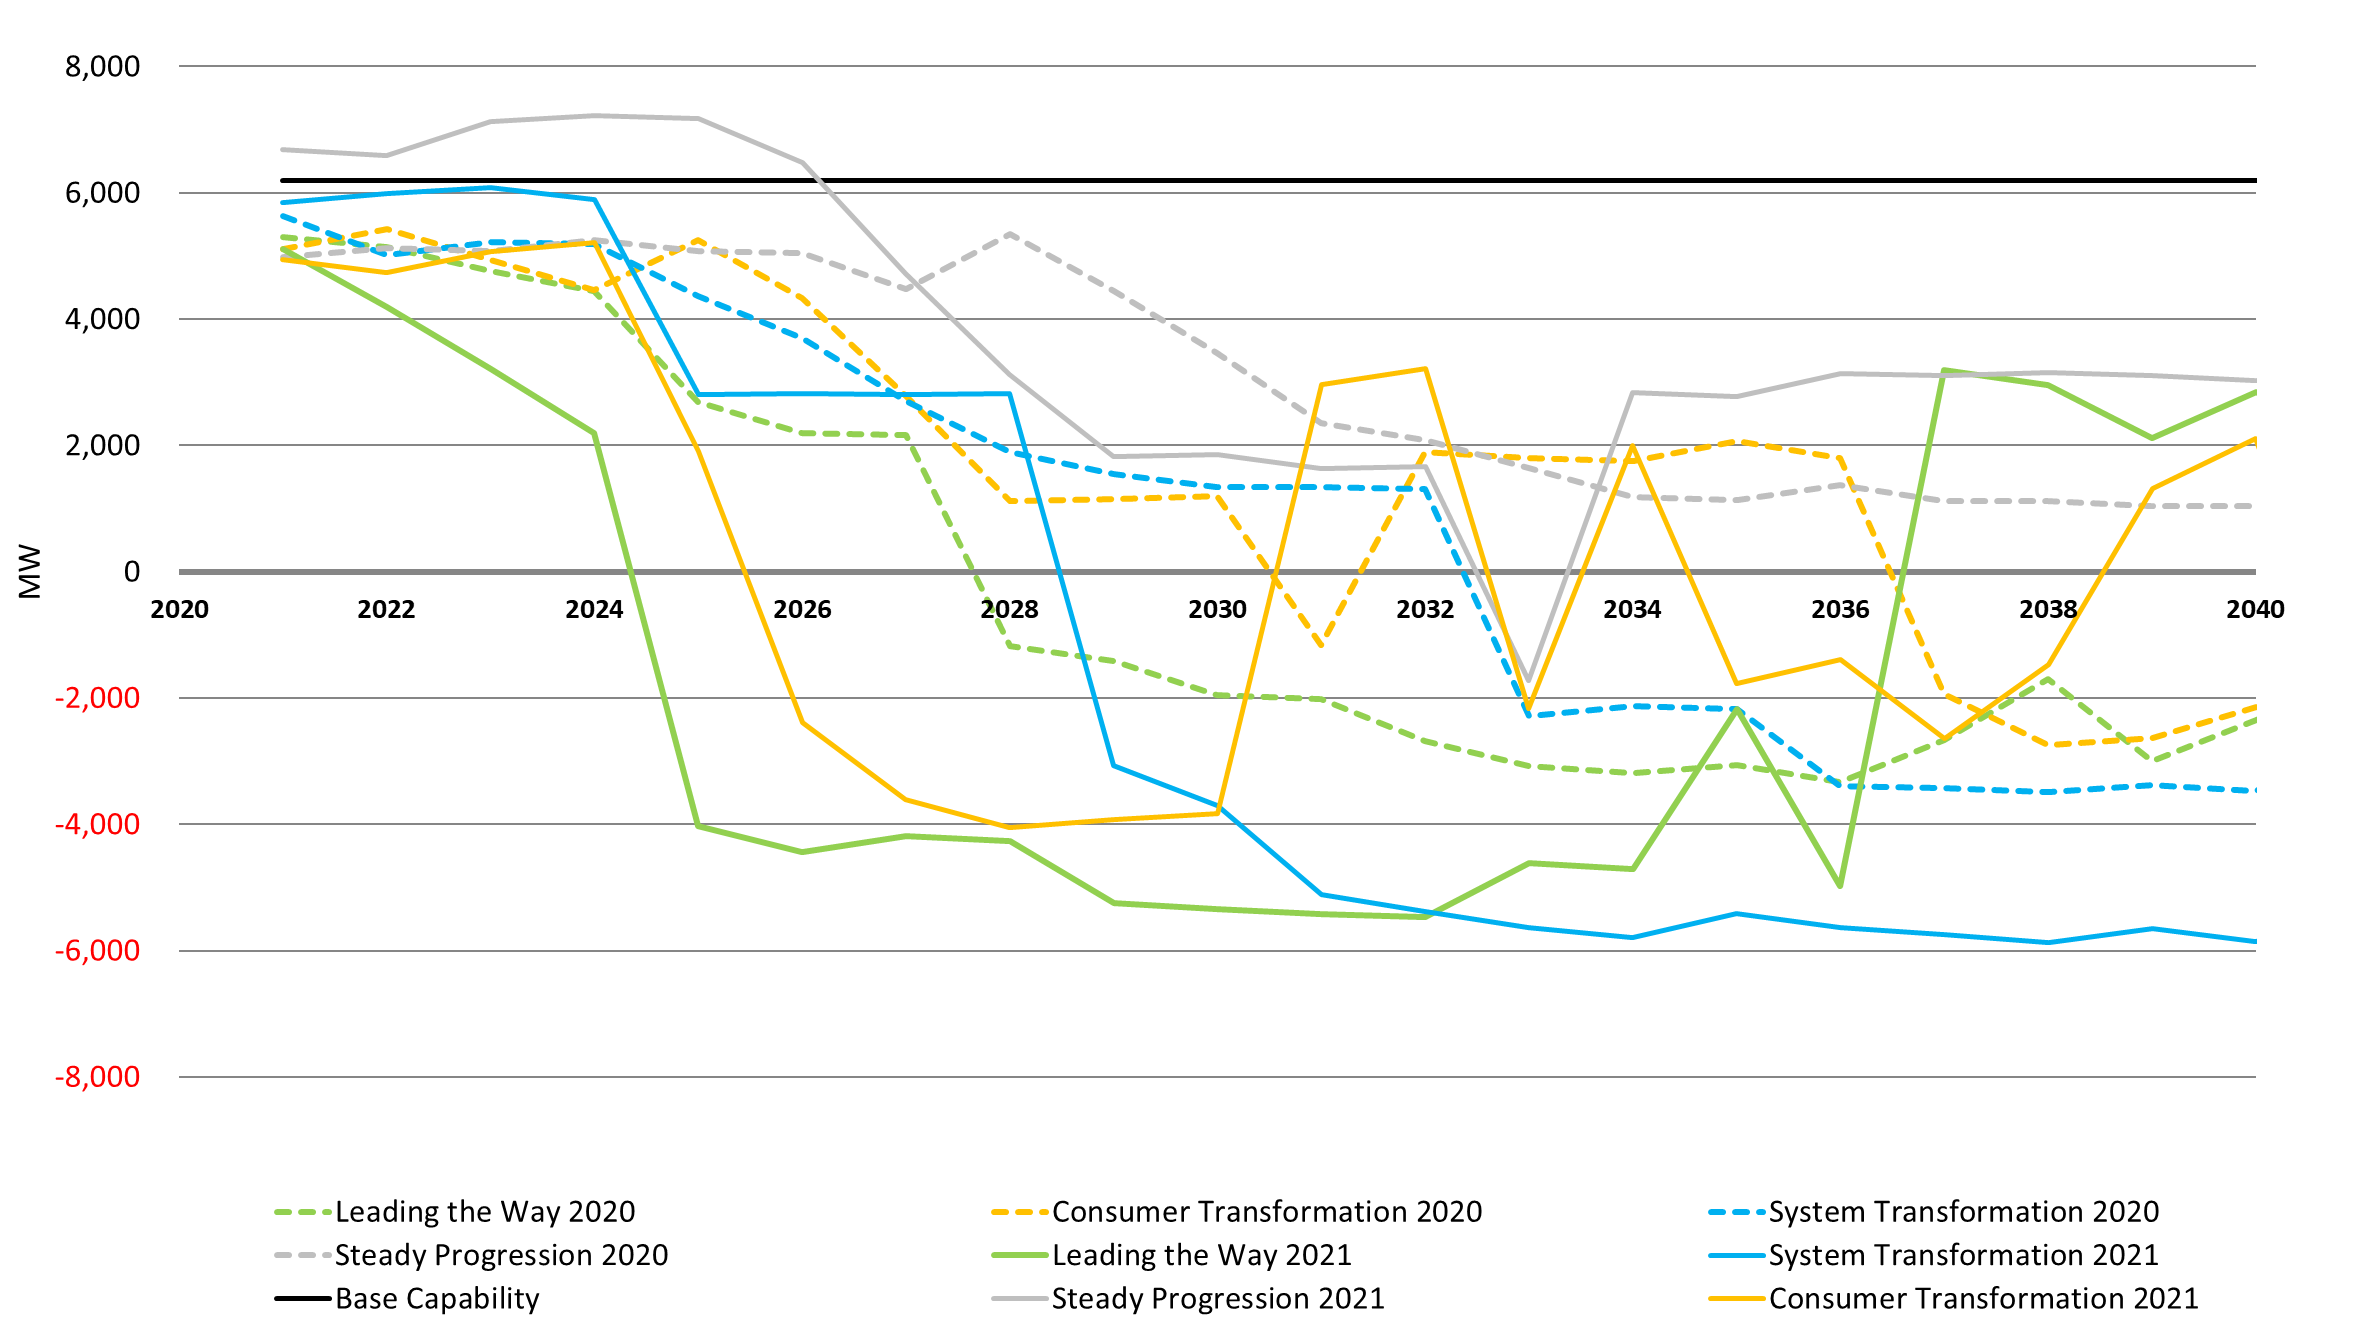 8,000
6,000
4,000
2,000
0
-2,000
-4,000
-6,000
-8,000
MW
2020 2022 2024 2026 2028 2030 2032 2034 2036 2038 2040
Leading the Way 2020 Consumer Transformation 2020 System Transformation 2020
Steady Progression 2020 Leading the Way 2021 System Transformation 2021
Base Capability Steady Progression 2021 Consumer Transformation 2021